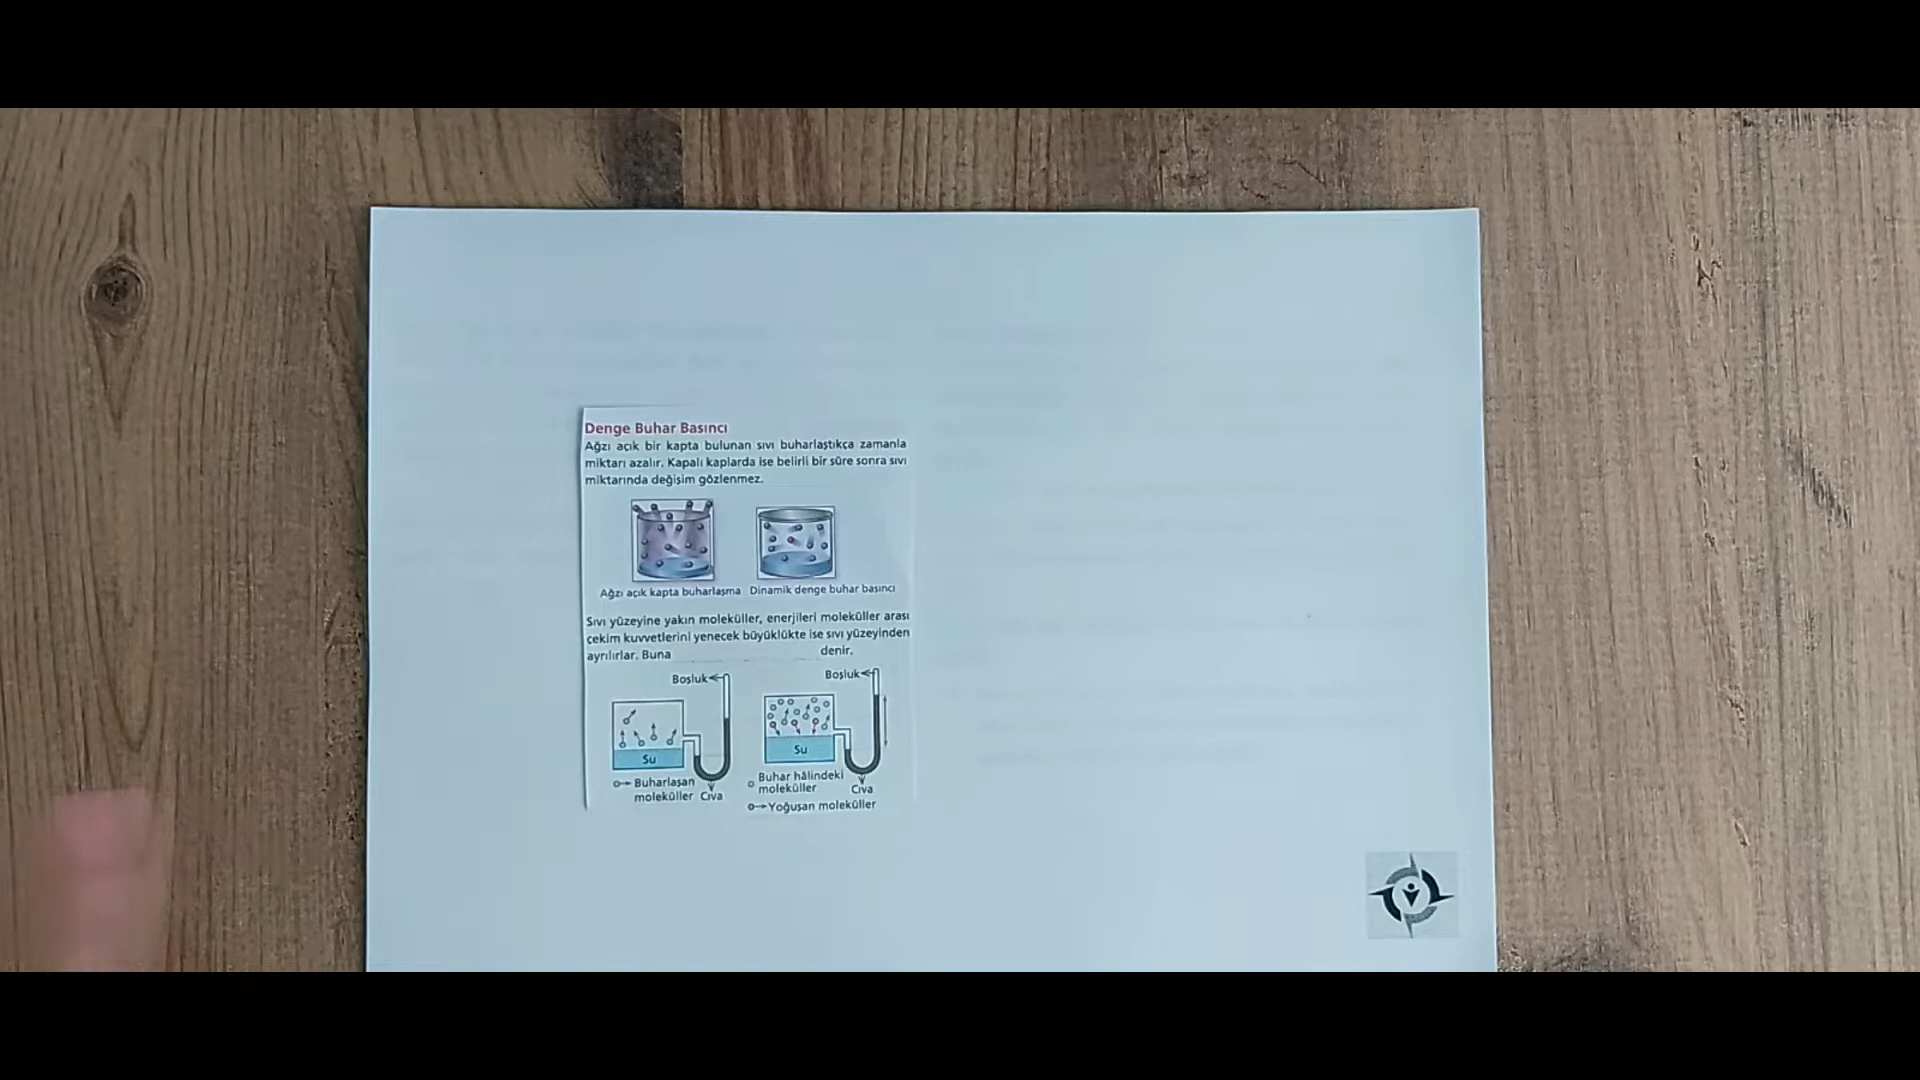 Denge Buhar Basıncı
Ağzı açık bir kapta bulunan sıvı buharlaştıkça zamanla
miktarı azalır. Kapalı kaplarda ise belirli bir süre sonra sıvı
miktarında değişim gözlenmez.
Ağzı açık kapta buharlaşma
Dinamik denge buhar basıncı
Sıvı yüzeyine yakın moleküller, enerjileri moleküller arası
çekim kuvvetlerini yenecek büyüklükte ise sıvı yüzeyinden
ayrılırlar. Buna denir.
Boşluk
Su
Buharlaşan
moleküller
Cıva
Boşluk
Su
Buhar hâlindeki
moleküller
Cıva
Yoğuşan moleküller